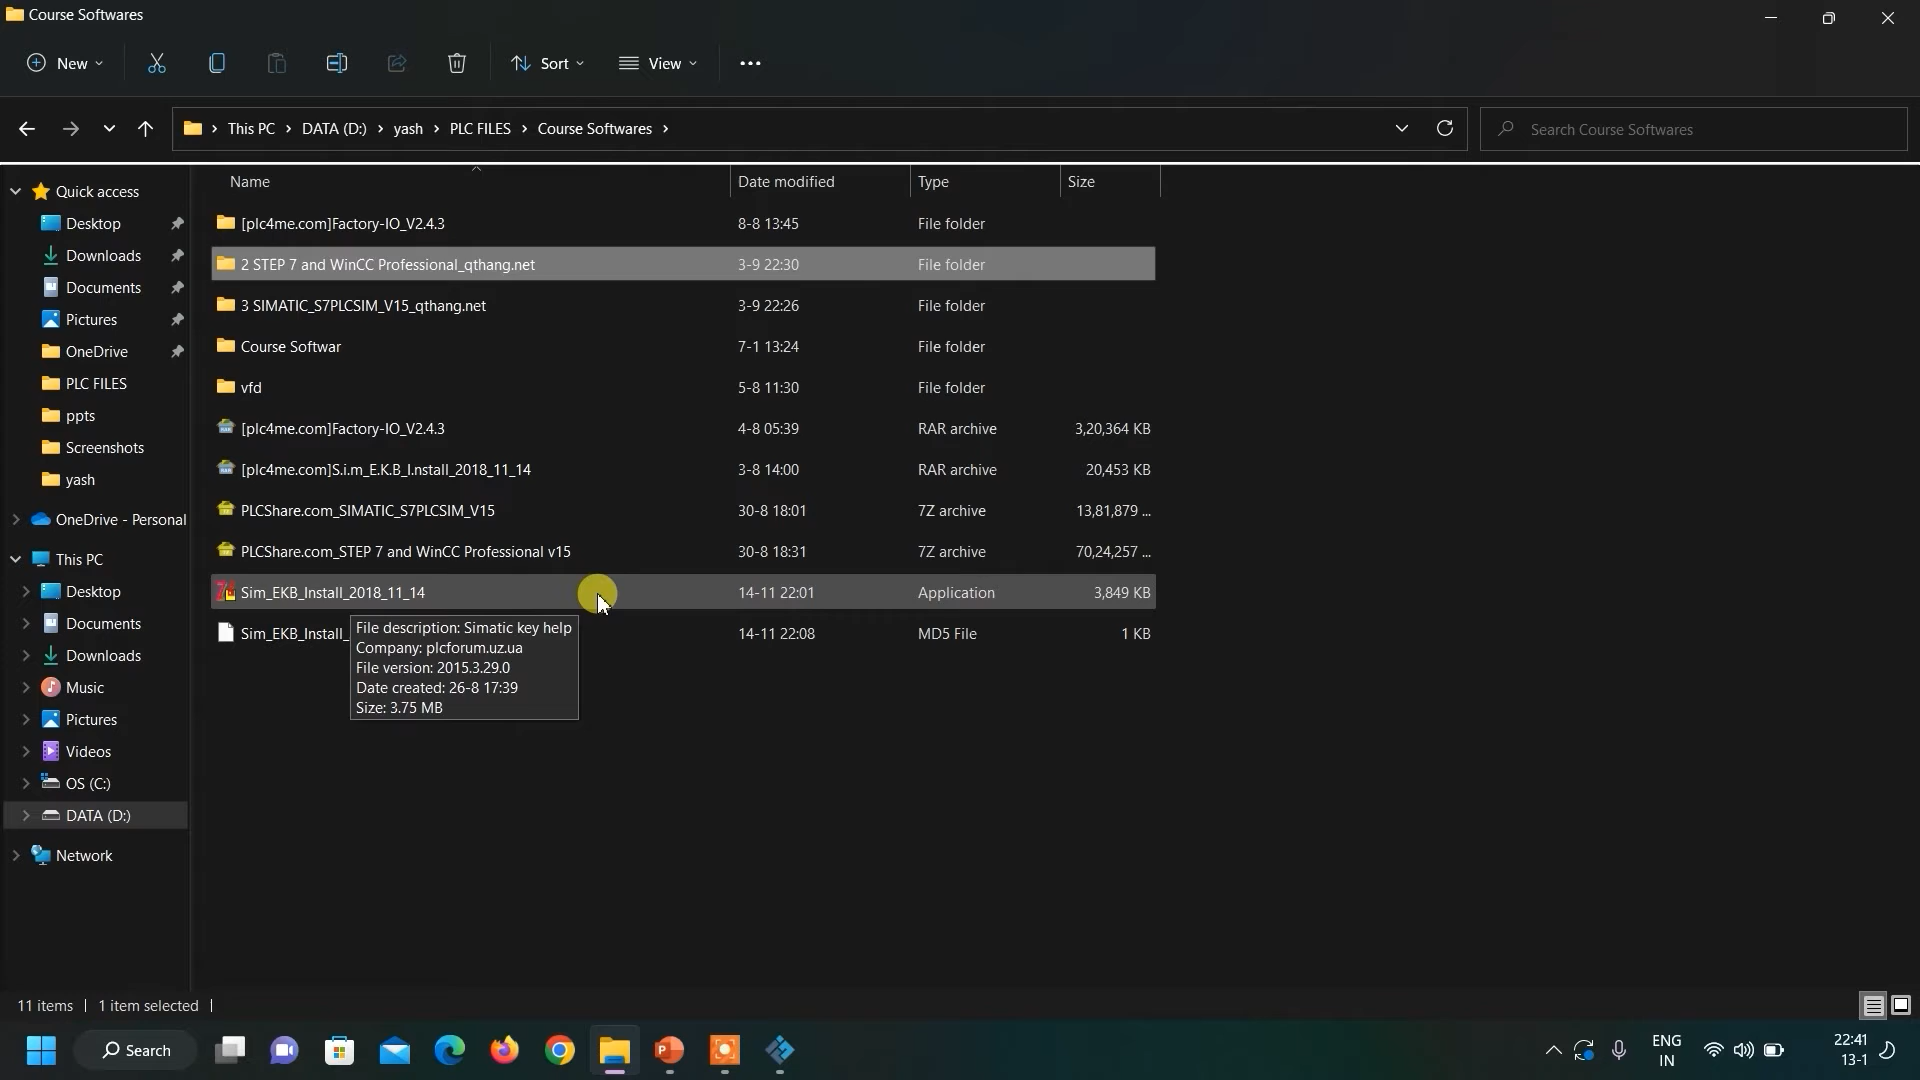 Course Softwares
New
Sort
View
This PC
DATA (D:)
yash
PLC FILES
Course Softwares
Search Course Softwares
Name
Date modified
Type
Size
Quick access
Desktop
Downloads
Documents
Pictures
OneDrive
PLC FILES
ppts
Screenshots
yash
OneDrive - Personal
This PC
Desktop
Documents
Downloads
Music
Pictures
Videos
OS (C:)
DATA (D:)
Network
[plc4me.com]Factory-IO_V2.4.3 8-8 13:45 File folder
2 STEP 7 and WinCC Professional_qthang.net 3-9 22:30 File folder
3 SIMATIC_S7PLCSIM_V15_qthang.net 3-9 22:26 File folder
Course Softwar 7-1 13:24 File folder
vfd 5-8 11:30 File folder
[plc4me.com]Factory-IO_V2.4.3 4-8 05:39 RAR archive 3,20,364 KB
[plc4me.com]S.i.m_E.K.B_I.nstall_2018_11_14 3-8 14:00 RAR archive 20,453 KB
PLCShare.com_SIMATIC_S7PLCSIM_V15 30-8 18:01 7Z archive 13,81,879 ...
PLCShare.com_STEP 7 and WinCC Professional v15 30-8 18:31 7Z archive 70,24,257 ...
Sim_EKB_Install_2018_11_14 14-11 22:01 Application 3,849 KB
Sim_EKB_Install_ 14-11 22:08 MD5 File 1 KB
File description: Simatic key help
Company: plcforum.uz.ua
File version: 2015.3.29.0
Date created: 26-8 17:39
Size: 3.75 MB
11 items
1 item selected
Search
ENG
IN
22:41
13-1